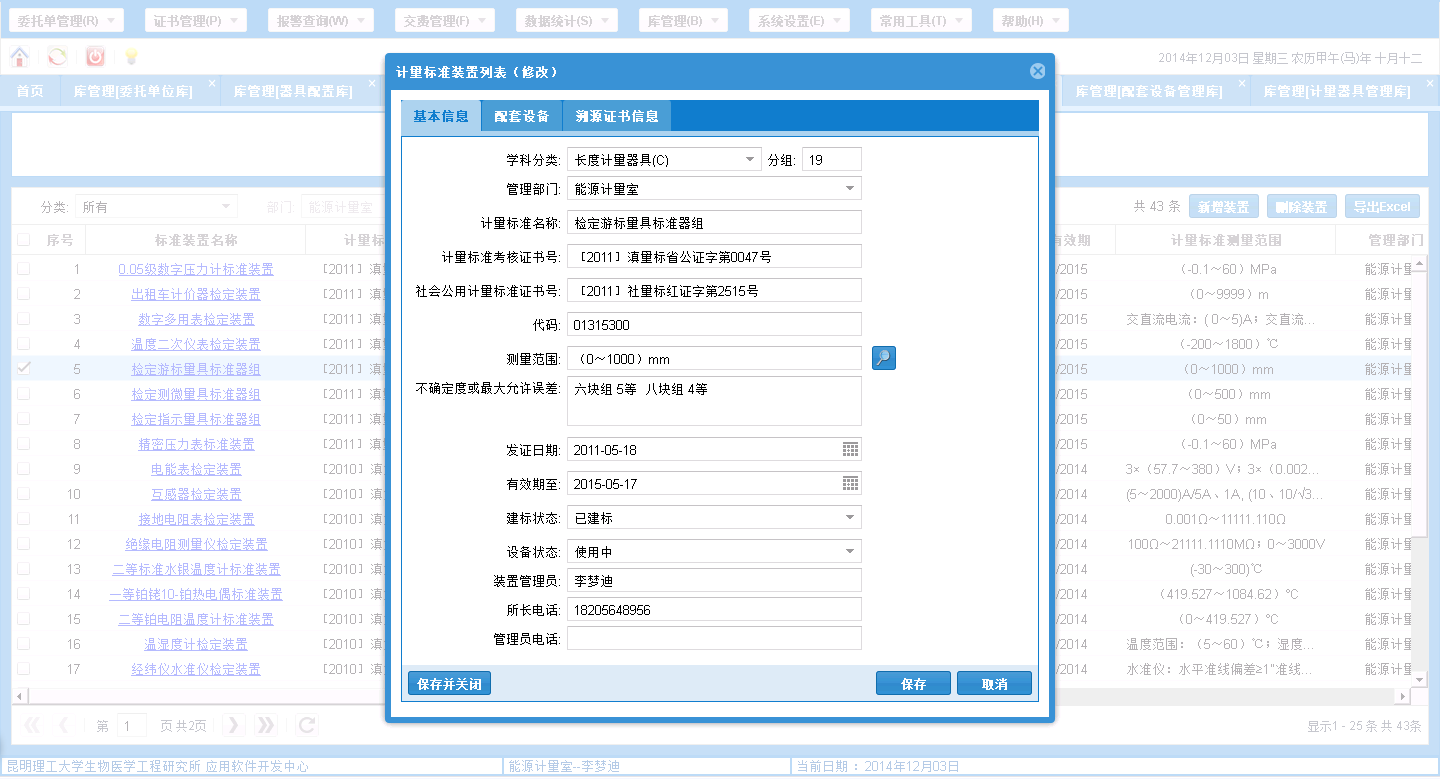 委托单管理(R) 证书管理(P) 报警查询(W) 交费管理(F) 数据统计(S) 库管理(B) 系统设置(E) 常用工具(T) 帮助(H)
2014年12月03日 星期三 农历甲午(马)年 十月十二
首页 库管理[委托单位库] 库管理[器具配置库] 库管理[配套设备管理库] 库管理[计量器具管理库]
分类: 所有 部门: 能源计量室 共 43 条 新增装置 删除装置 导出Excel
序号 标准装置名称 计量标 有效期 计量标准测量范围 管理部门
1 0.05级数字压力计标准装置 [2011] 滇 /2015 (-0.1～60) MPa 能源计量
2 出租车计价器检定装置 [2011] 滇 /2015 (0～9999) m 能源计量
3 数字多用表检定装置 [2011] 滇 /2015 交直流电流: ( 0～5)A; 交直流... 能源计量
4 温度二次仪表检定装置 [2011] 滇 /2015 (-200～1800) ℃ 能源计量
5 检定游标量具标准器组 [2011] 滇 /2015 (0～1000) mm 能源计量
6 检定测微量具标准器组 [2011] 滇 /2015 (0～500) mm 能源计量
7 检定指示量具标准器组 [2011] 滇 /2015 (0～50) mm 能源计量
8 精密压力表标准装置 [2011] 滇 /2015 (-0.1～60) MPa 能源计量
9 电能表检定装置 [2010] 滇 /2014 3× (57.7～380) V; 3× (0.002... 能源计量
10 互感器检定装置 [2010] 滇 /2014 (5～2000)A/5A、1A, (10、10/√3... 能源计量
11 接地电阻表检定装置 [2010] 滇 /2014 0.001Ω～11111.110Ω 能源计量
12 绝缘电阻测量仪检定装置 [2010] 滇 /2014 100Ω～21111.1110MΩ; 0～3000V 能源计量
13 二等标准水银温度计标准装置 [2010] 滇 /2014 (-30～300)℃ 能源计量
14 一等铂铑10-铂热电偶标准装置 [2010] 滇 /2014 (419.527～1084.62) ℃ 能源计量
15 二等铂电阻温度计标准装置 [2010] 滇 /2014 (0～419.527) ℃ 能源计量
16 温湿度计检定装置 [2010] 滇 /2014 温度范围: (5～60) ℃; 湿度... 能源计量
17 经纬仪水准仪检定装置 [2010] 滇 /2014 水准仪: 水平准线偏差≥1"准线... 能源计量
第 1 页 共2页 显示1 - 25 条 共 43条
昆明理工大学生物医学工程研究所 应用软件开发中心 能源计量室--李梦迪 当前日期 : 2014年12月03日
计量标准装置列表 (修改)
基本信息 配套设备 溯源证书信息
学科分类: 长度计量器具(C) 分组: 19
管理部门: 能源计量室
计量标准名称: 检定游标量具标准器组
计量标准考核证书号: [2011] 滇量标省公证字第0047号
社会公用计量标准证书号: [2011] 社量标红证字第2515号
代码: 01315300
测量范围: (0～1000) mm
不确定度或最大允许误差: 六块组 5等 八块组 4等
发证日期: 2011-05-18
有效期至: 2015-05-17
建标状态: 已建标
设备状态: 使用中
装置管理员: 李梦迪
所长电话: 18205648956
管理员电话:
保存并关闭 保存 取消